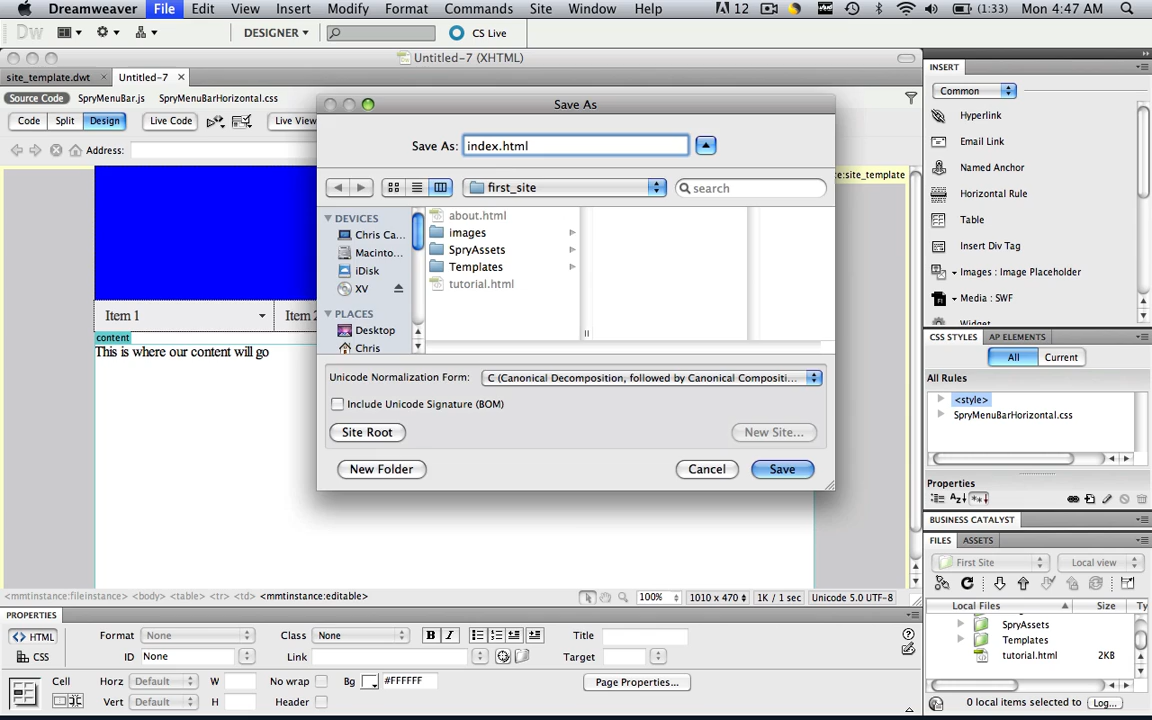 Dreamweaver File Edit View Insert Modify Format Commands Site Window Help 12 (1:33) Mon 4:47 AM
Dw DESIGNER CS Live
Untitled-7 (XHTML)
site_template.dwt Untitled-7
Source Code SpryMenuBar.js SpryMenuBarHorizontal.css
Code Split Design Live Code Live View
Address:
e:site_template
Item 1 Item 2
content
This is where our content will go
Save As
Save As: index.html
first_site search
DEVICES
Chris Ca...
Macinto...
iDisk
XV
PLACES
Desktop
Chris
about.html
images
SpryAssets
Templates
tutorial.html
Unicode Normalization Form: C (Canonical Decomposition, followed by Canonical Compositi...
Include Unicode Signature (BOM)
Site Root New Site...
New Folder Cancel Save
<mmtinstance:fileinstance> <body> <table> <tr> <td> <mmtinstance:editable> 100% 1010 x 470 1K / 1 sec Unicode 5.0 UTF-8
PROPERTIES
HTML Format None Class None B I Title
CSS ID None Link Target
Cell Horz Default W No wrap Bg #FFFFFF Page Properties...
Vert Default H Header
INSERT
Common
Hyperlink
Email Link
Named Anchor
Horizontal Rule
Table
Insert Div Tag
Images : Image Placeholder
Media : SWF
Widget
CSS STYLES AP ELEMENTS
All Current
All Rules
<style>
SpryMenuBarHorizontal.css
Properties
Az
BUSINESS CATALYST
FILES ASSETS
First Site Local view
Local Files Size Ty
SpryAssets
Templates
tutorial.html 2KB
0 local items selected to Log...